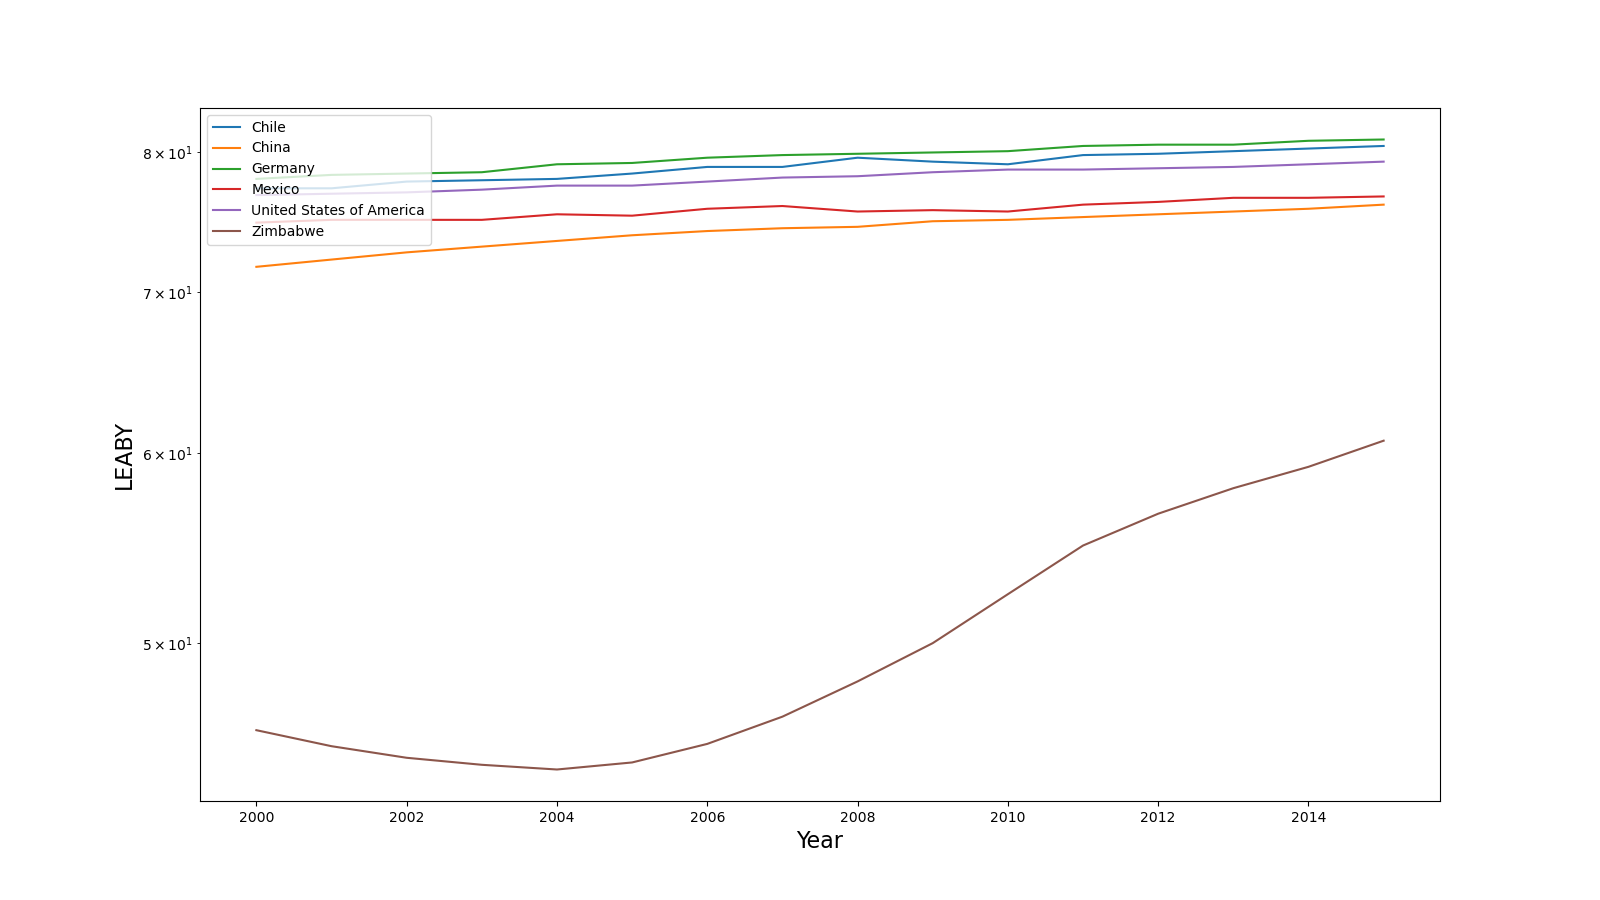 Chile
China
Germany
Mexico
United States of America
Zimbabwe
8 × 10¹
7 × 10¹
6 × 10¹
5 × 10¹
LEABY
2000 2002 2004 2006 2008 2010 2012 2014
Year